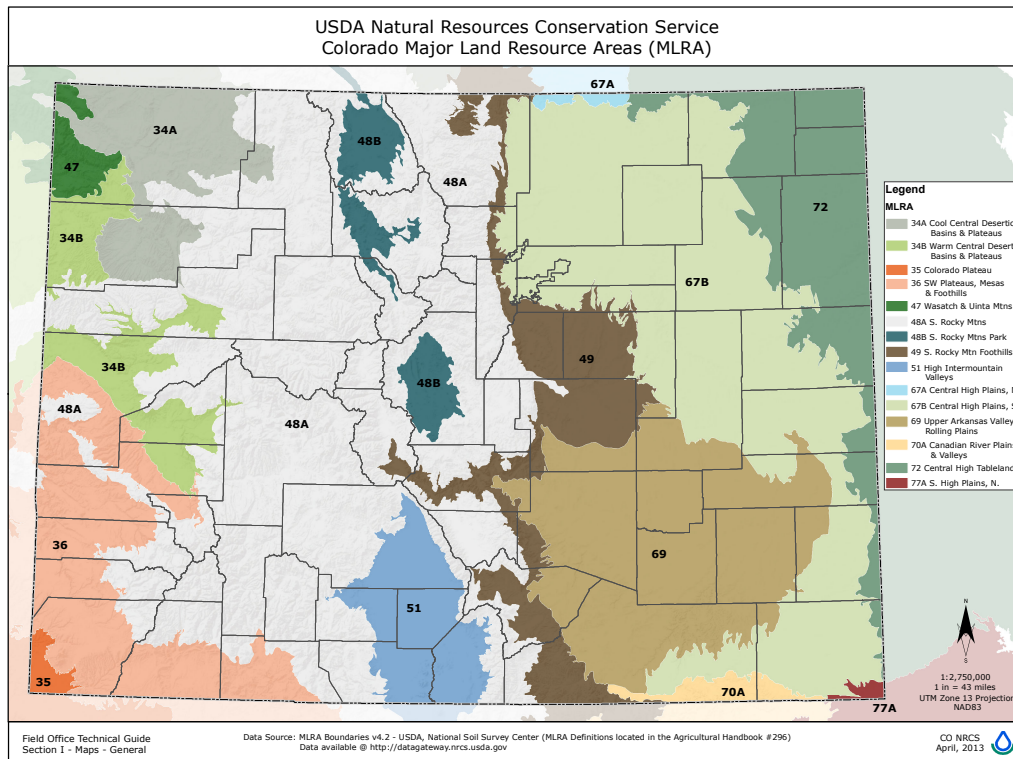 USDA Natural Resources Conservation Service
Colorado Major Land Resource Areas (MLRA)
67A
34A
48B
47
48A
72
34B
67B
49
34B
48B
48A
48A
36
69
51
35
70A
77A
Legend
MLRA
34A Cool Central Desertic
Basins & Plateaus
34B Warm Central Desert
Basins & Plateaus
35 Colorado Plateau
36 SW Plateaus, Mesas
& Foothills
47 Wasatch & Uinta Mtns
48A S. Rocky Mtns
48B S. Rocky Mtns Park
49 S. Rocky Mtn Foothills
51 High Intermountain
Valleys
67A Central High Plains, N
67B Central High Plains, S
69 Upper Arkansas Valley
Rolling Plains
70A Canadian River Plains
& Valleys
72 Central High Tableland
77A S. High Plains, N.
N
S
1:2,750,000
1 in = 43 miles
UTM Zone 13 Projection
NAD83
Field Office Technical Guide
Section I - Maps - General
Data Source: MLRA Boundaries v4.2 - USDA, National Soil Survey Center (MLRA Definitions located in the Agricultural Handbook #296)
Data available @ http://datagateway.nrcs.usda.gov
CO NRCS
April, 2013